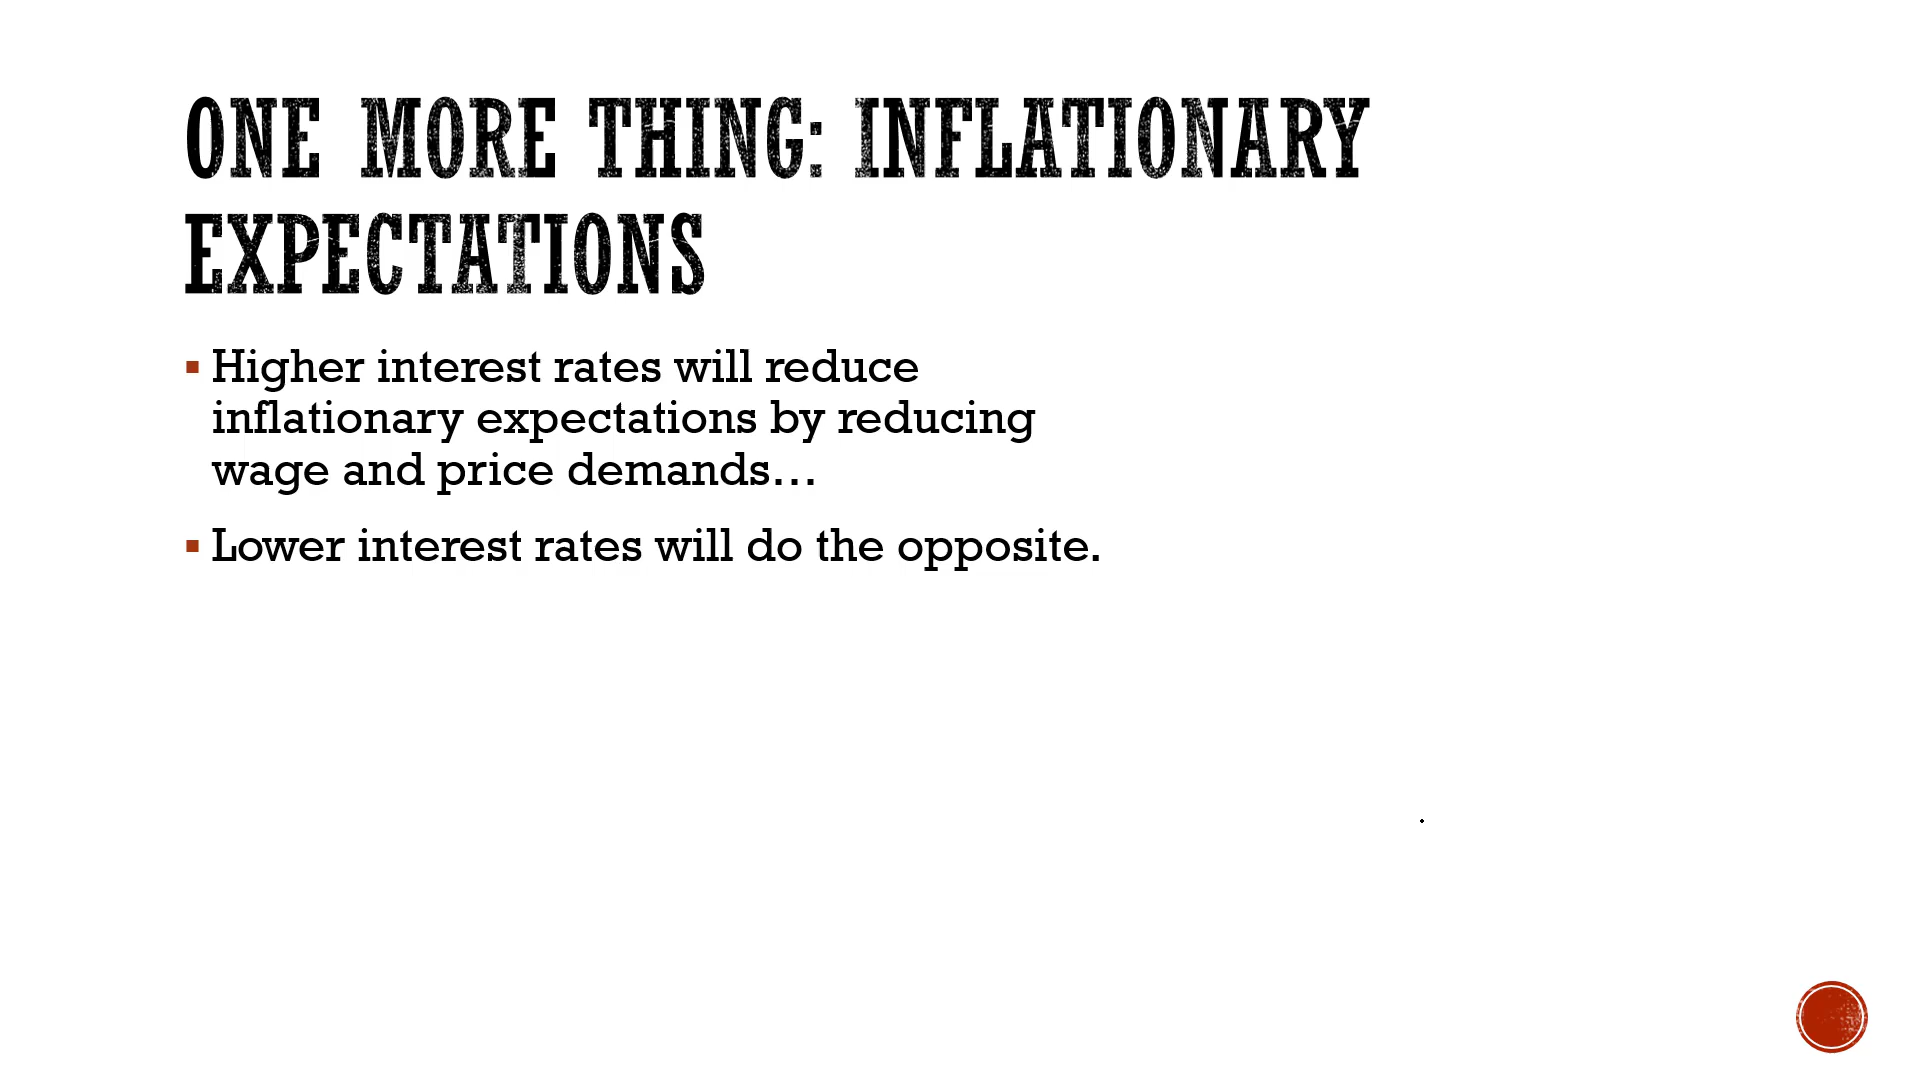 ONE MORE THING: INFLATIONARY
EXPECTATIONS
▪ Higher interest rates will reduce
inflationary expectations by reducing
wage and price demands…
▪ Lower interest rates will do the opposite.
.